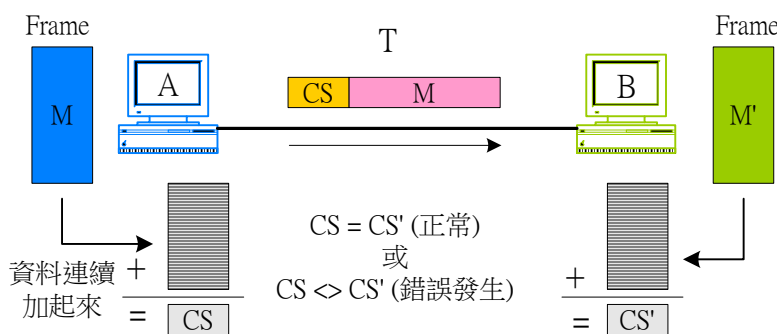 Frame
T
Frame
A
CS M
B
M
M'
CS = CS' (正常)
或
CS <> CS' (錯誤發生)
資料連續
加起來
+
= CS
+
= CS'